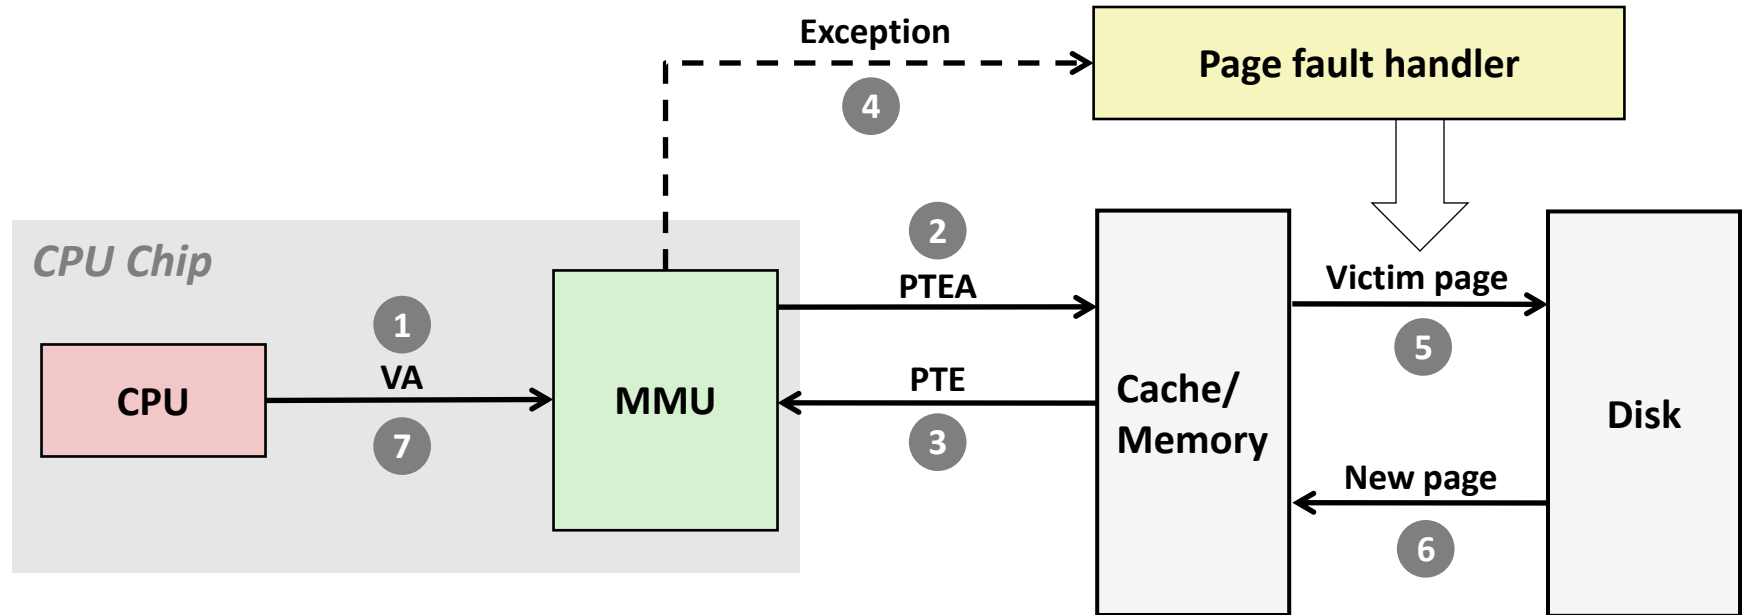 Exception
4
Page fault handler
CPU Chip
2
PTEA
1
VA
7
CPU
MMU
PTE
3
Cache/
Memory
Victim page
5
New page
6
Disk